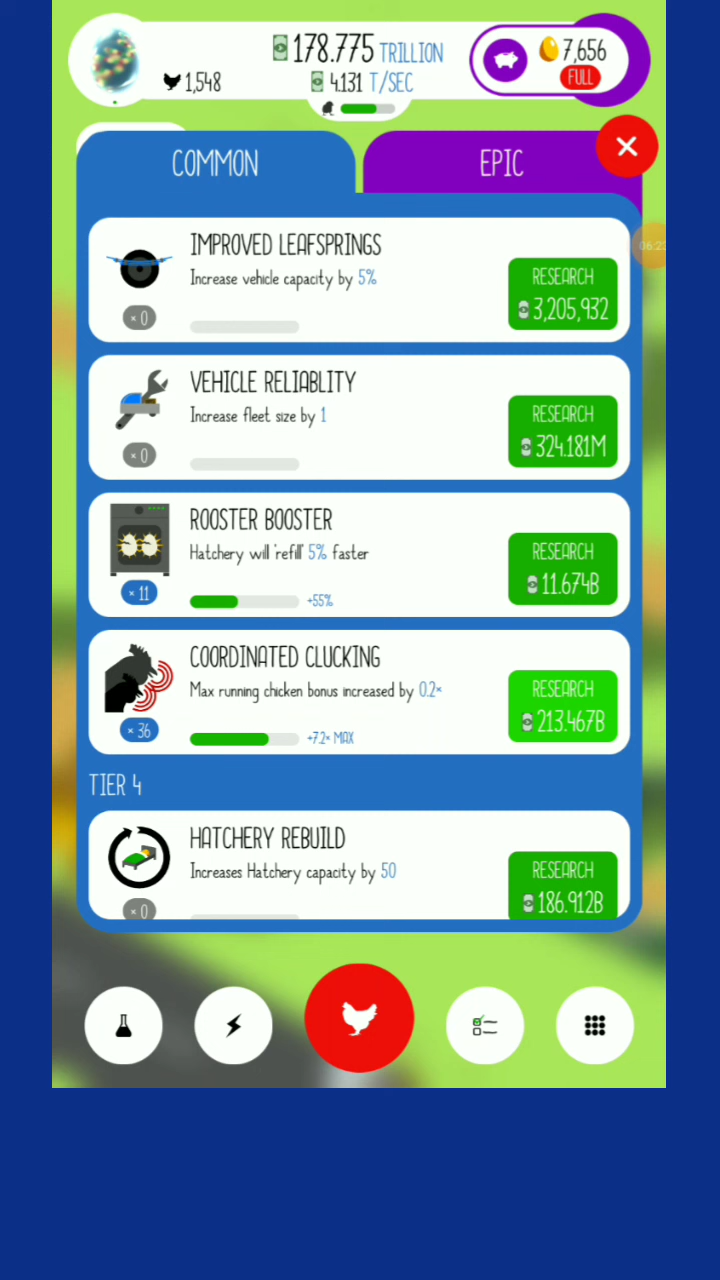 178.775 TRILLION
1,548
4.131 T/SEC
7,656
FULL
COMMON
EPIC
IMPROVED LEAFSPRINGS
Increase vehicle capacity by 5%
× 0
RESEARCH
3,205,932
VEHICLE RELIABLITY
Increase fleet size by 1
× 0
RESEARCH
324.181M
ROOSTER BOOSTER
Hatchery will 'refill' 5% faster
× 11
+55%
RESEARCH
11.674B
COORDINATED CLUCKING
Max running chicken bonus increased by 0.2×
× 36
+7.2× MAX
RESEARCH
213.467B
TIER 4
HATCHERY REBUILD
Increases Hatchery capacity by 50
× 0
RESEARCH
186.912B